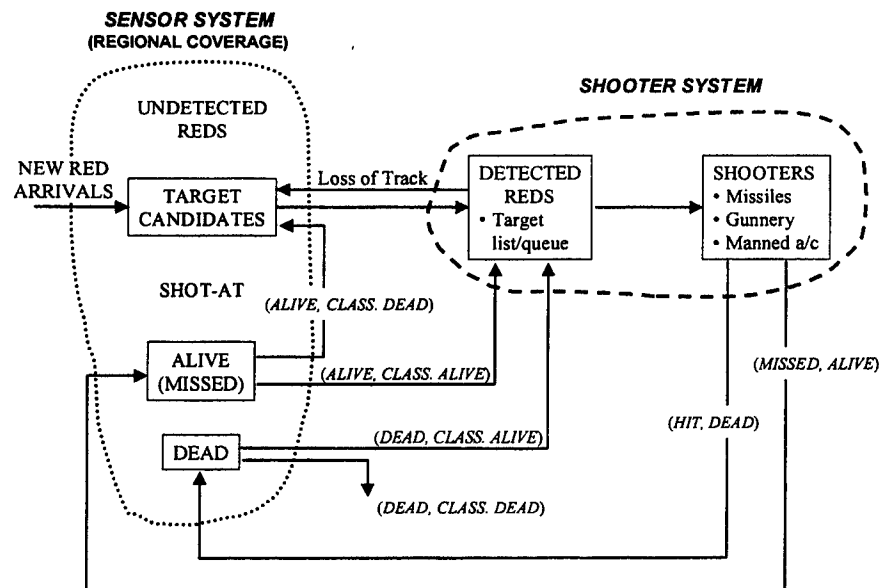 SENSOR SYSTEM
(REGIONAL COVERAGE)
SHOOTER SYSTEM
UNDETECTED
REDS
NEW RED
ARRIVALS
TARGET
CANDIDATES
Loss of Track
DETECTED
REDS
• Target
list/queue
SHOOTERS
• Missiles
• Gunnery
• Manned a/c
SHOT-AT
(ALIVE, CLASS. DEAD)
ALIVE
(MISSED)
(ALIVE, CLASS. ALIVE)
(MISSED, ALIVE)
(HIT, DEAD)
DEAD
(DEAD, CLASS. ALIVE)
(DEAD, CLASS. DEAD)